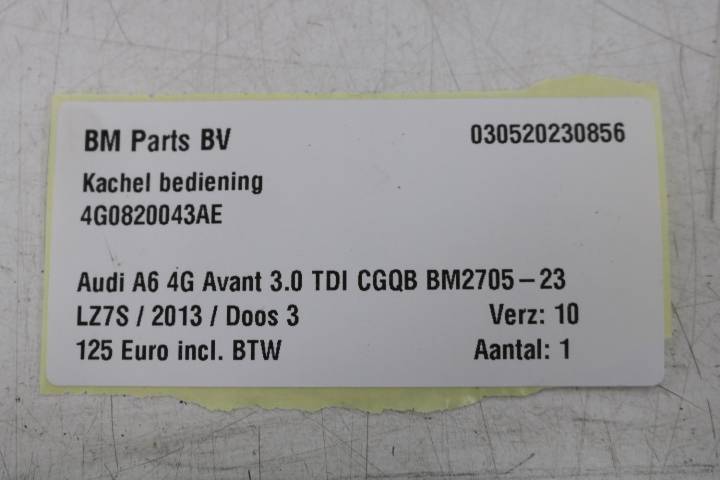 BM Parts BV 030520230856
Kachel bediening
4G0820043AE
Audi A6 4G Avant 3.0 TDI CGQB BM2705-23
LZ7S / 2013 / Doos 3 Verz: 10
125 Euro incl. BTW Aantal: 1